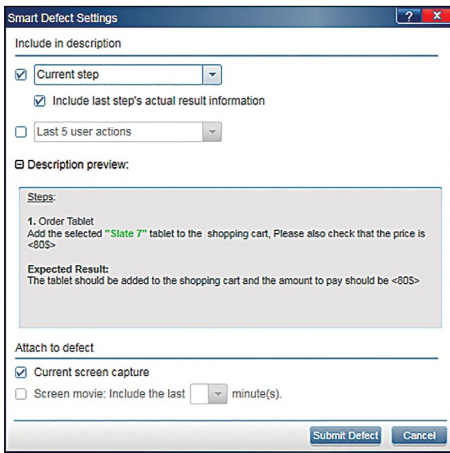 Smart Defect Settings
Include in description
Current step
Include last step's actual result information
Last 5 user actions
Description preview:
Steps:
1. Order Tablet
Add the selected "Slate 7" tablet to the shopping cart, Please also check that the price is
<80$>
Expected Result:
The tablet should be added to the shopping cart and the amount to pay should be <80$>
Attach to defect
Current screen capture
Screen movie: Include the last minute(s).
Submit Defect Cancel